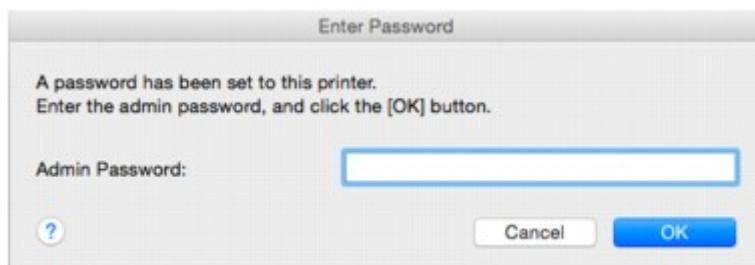 Enter Password
A password has been set to this printer.
Enter the admin password, and click the [OK] button.
Admin Password:
?
Cancel
OK